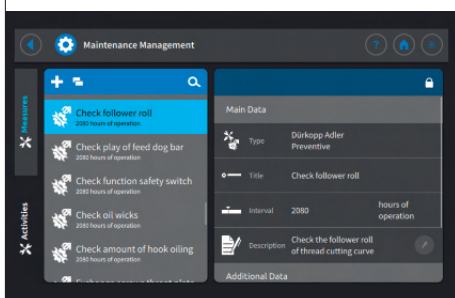 Maintenance Management
?
Measures
Activities
Check follower roll
2080 hours of operation
Check play of feed dog bar
2080 hours of operation
Check function safety switch
2080 hours of operation
Check oil wicks
2080 hours of operation
Check amount of hook oiling
2080 hours of operation
Main Data
Type
Dürkopp Adler
Preventive
Title
Check follower roll
Interval
2080
hours of
operation
Description
Check the follower roll
of thread cutting curve
Additional Data